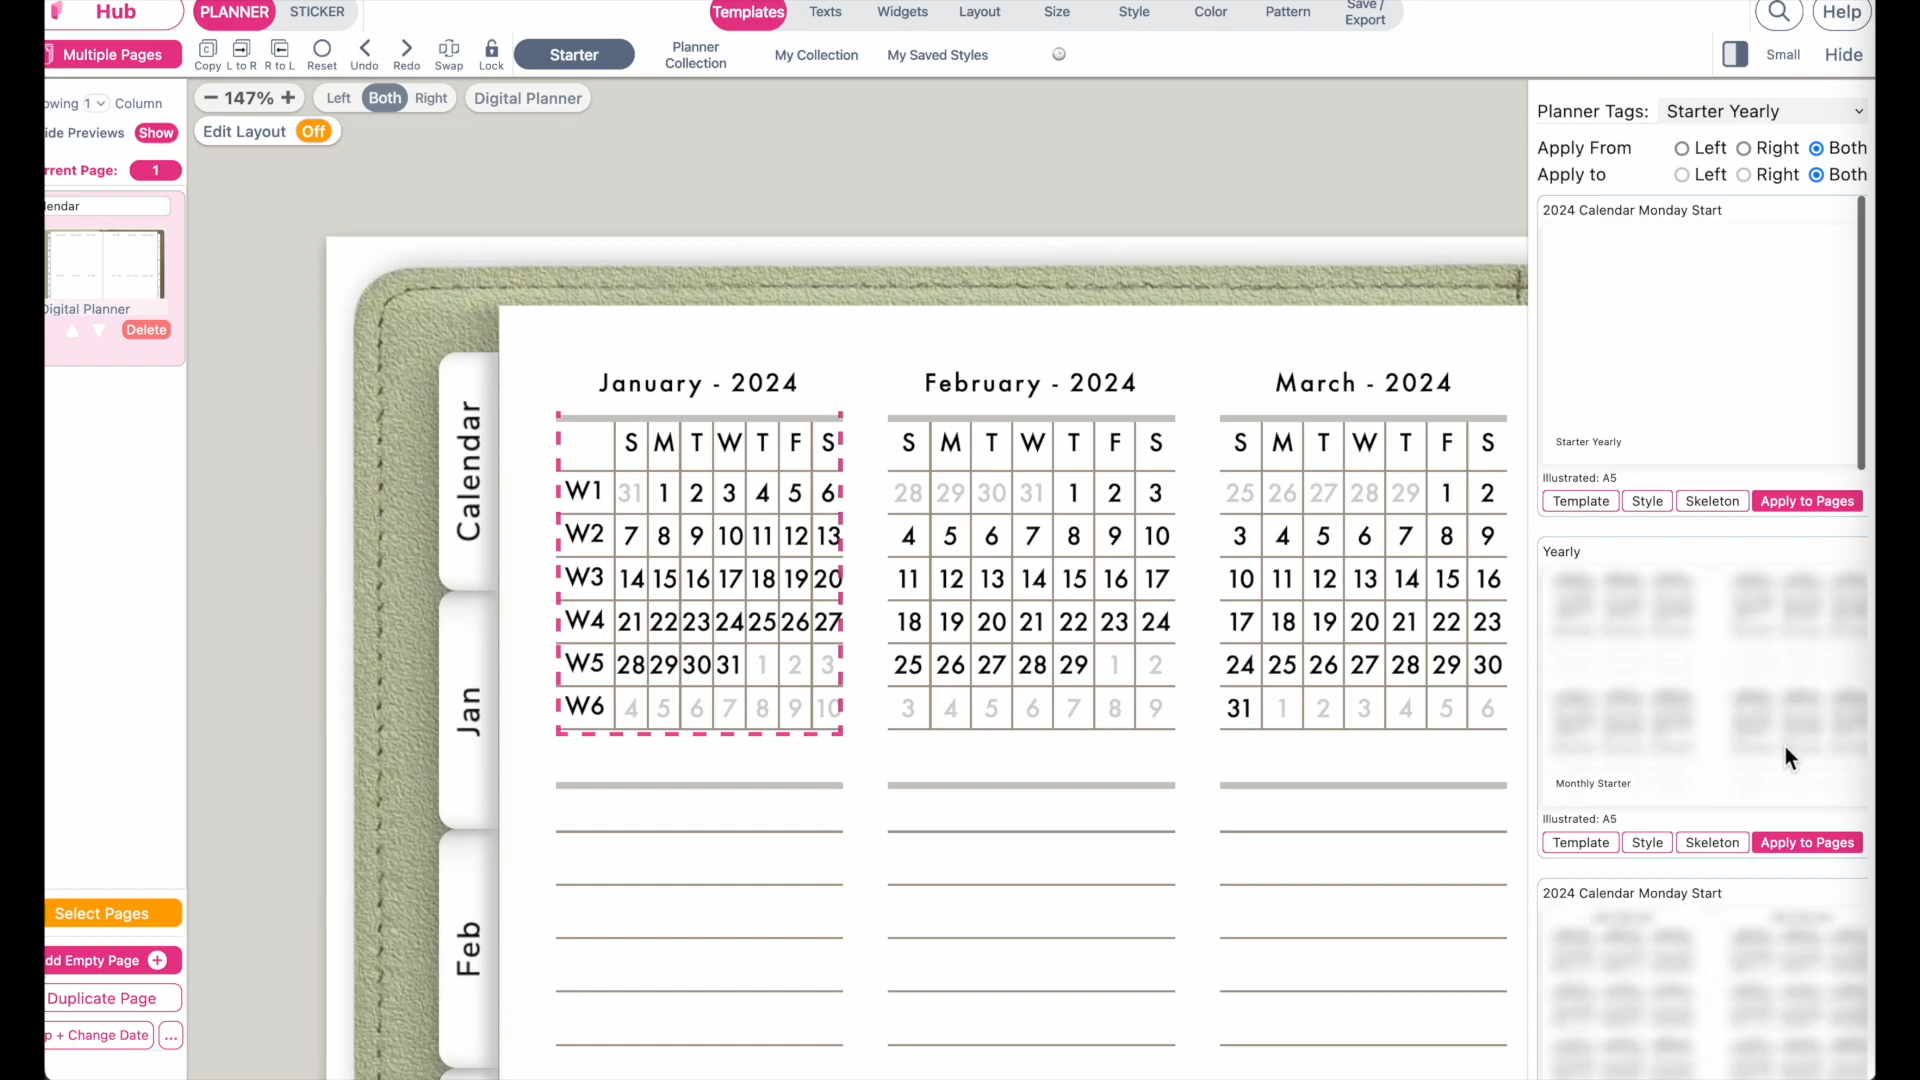 Hub
PLANNER STICKER
Templates Texts Widgets Layout Size Style Color Pattern Save / Export
Help
Multiple Pages
Copy L to R R to L Reset Undo Redo Swap Lock
Starter
Planner Collection
My Collection
My Saved Styles
Small Hide
owing 1 Column
ide Previews Show
rrent Page: 1
lendar
Digital Planner
Delete
Select Pages
dd Empty Page
Duplicate Page
p + Change Date ...
147%
Left Both Right
Digital Planner
Edit Layout Off
Calendar
Jan
Feb
January - 2024
S M T W T F S
W1 31 1 2 3 4 5 6
W2 7 8 9 10 11 12 13
W3 14 15 16 17 18 19 20
W4 21 22 23 24 25 26 27
W5 28 29 30 31 1 2 3
W6 4 5 6 7 8 9 10
February - 2024
S M T W T F S
28 29 30 31 1 2 3
4 5 6 7 8 9 10
11 12 13 14 15 16 17
18 19 20 21 22 23 24
25 26 27 28 29 1 2
3 4 5 6 7 8 9
March - 2024
S M T W T F S
25 26 27 28 29 1 2
3 4 5 6 7 8 9
10 11 12 13 14 15 16
17 18 19 20 21 22 23
24 25 26 27 28 29 30
31 1 2 3 4 5 6
Planner Tags: Starter Yearly
Apply From Left Right Both
Apply to Left Right Both
2024 Calendar Monday Start
Starter Yearly
Illustrated: A5
Template Style Skeleton Apply to Pages
Yearly
Monthly Starter
Illustrated: A5
Template Style Skeleton Apply to Pages
2024 Calendar Monday Start